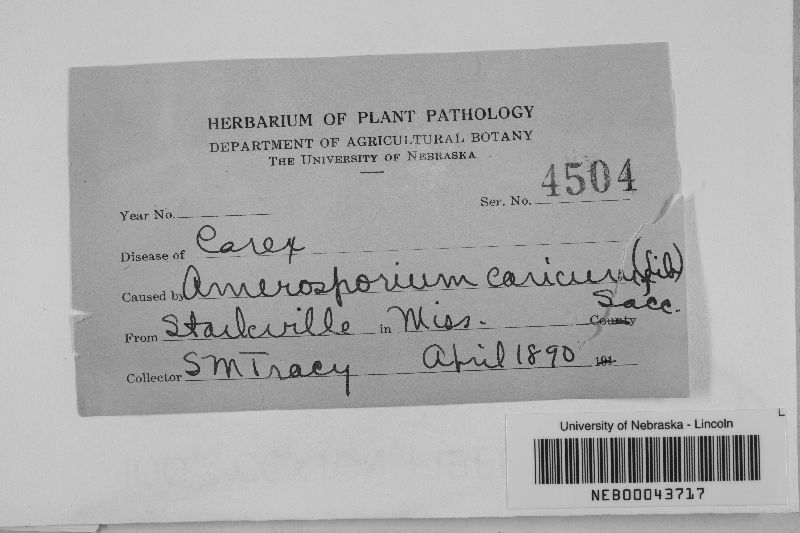 HERBARIUM OF PLANT PATHOLOGY
DEPARTMENT OF AGRICULTURAL BOTANY
THE UNIVERSITY OF NEBRASKA
Year No. Ser. No. 4504
Disease of Carex
Caused by Amerosporium caricum (Lib)
Sacc.
From Starkville in Miss. County
Collector S M Tracy April 1890 191
L
University of Nebraska - Lincoln
NEB00043717